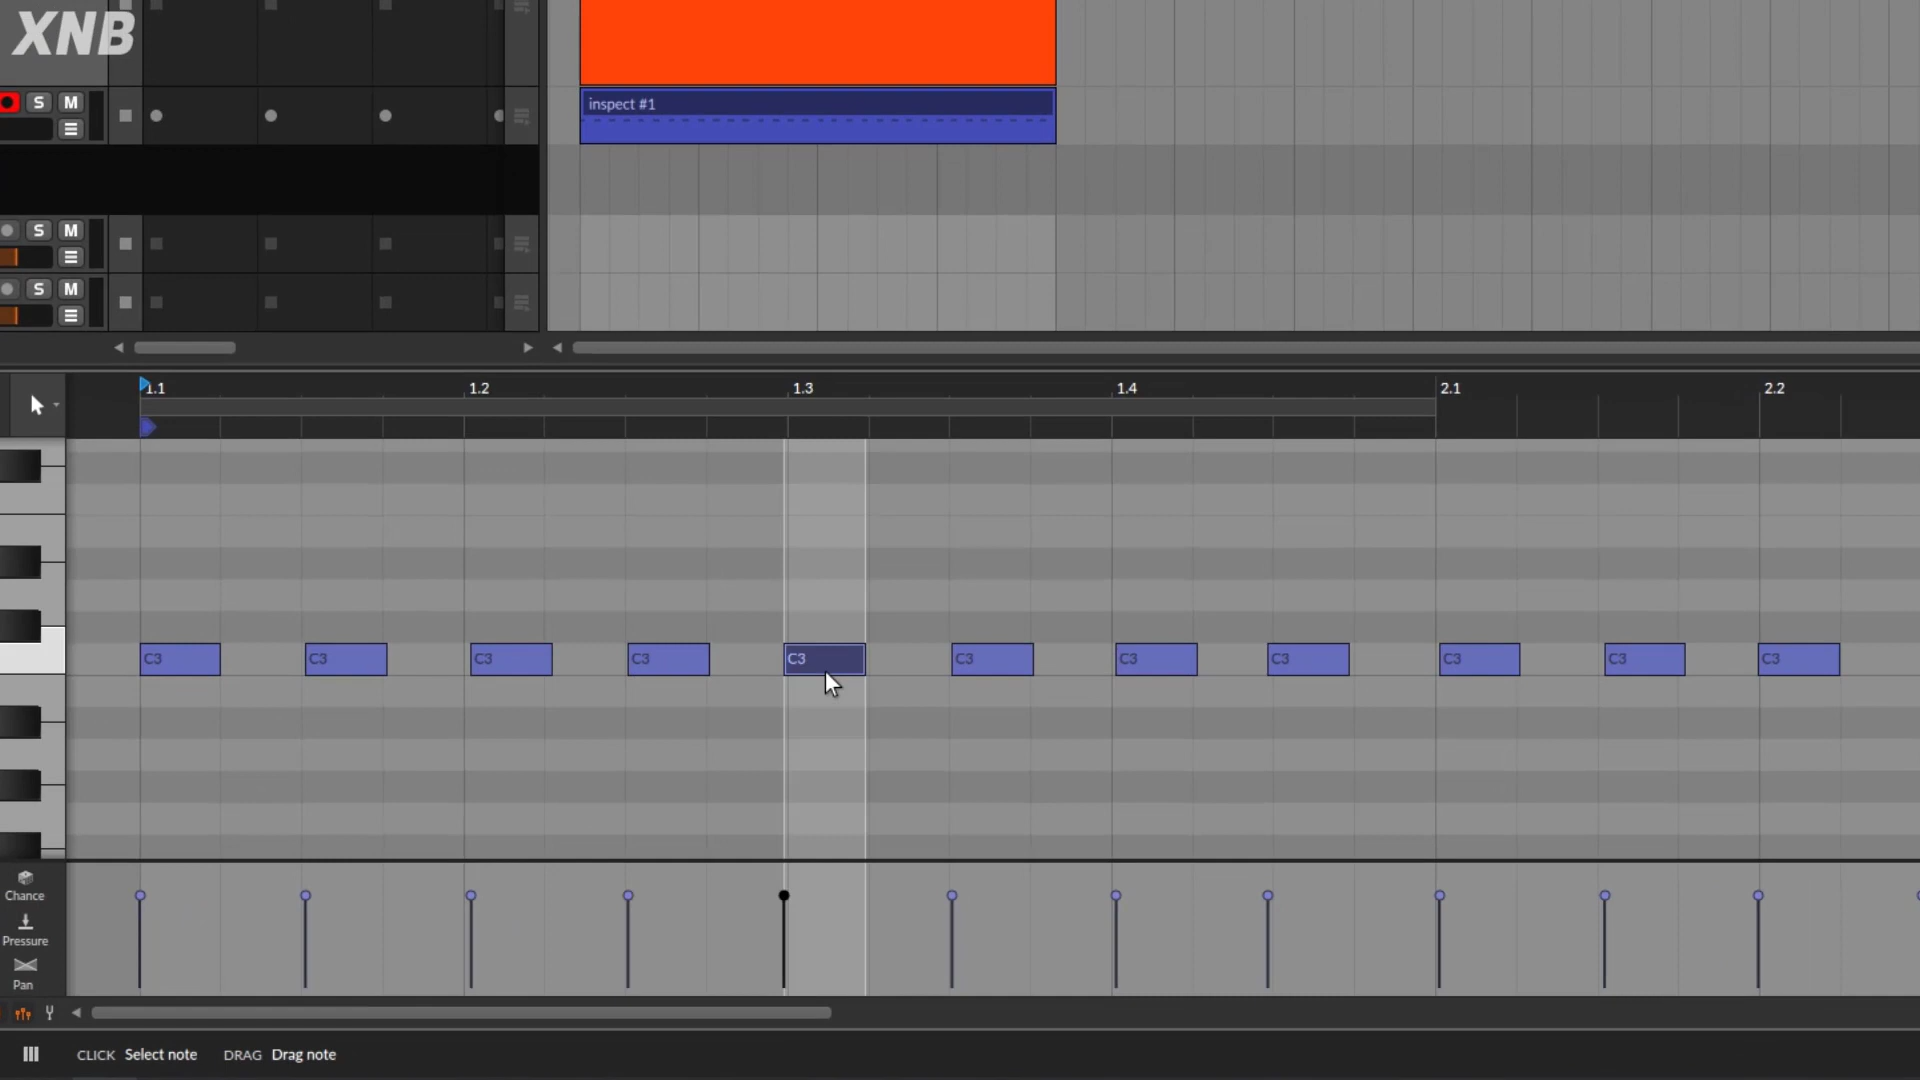 XNB
S M
inspect #1
S M
S M
1.1 1.2 1.3 1.4 2.1 2.2
C3 C3 C3 C3 C3 C3 C3 C3 C3 C3 C3
Chance
Pressure
Pan
CLICK Select note DRAG Drag note